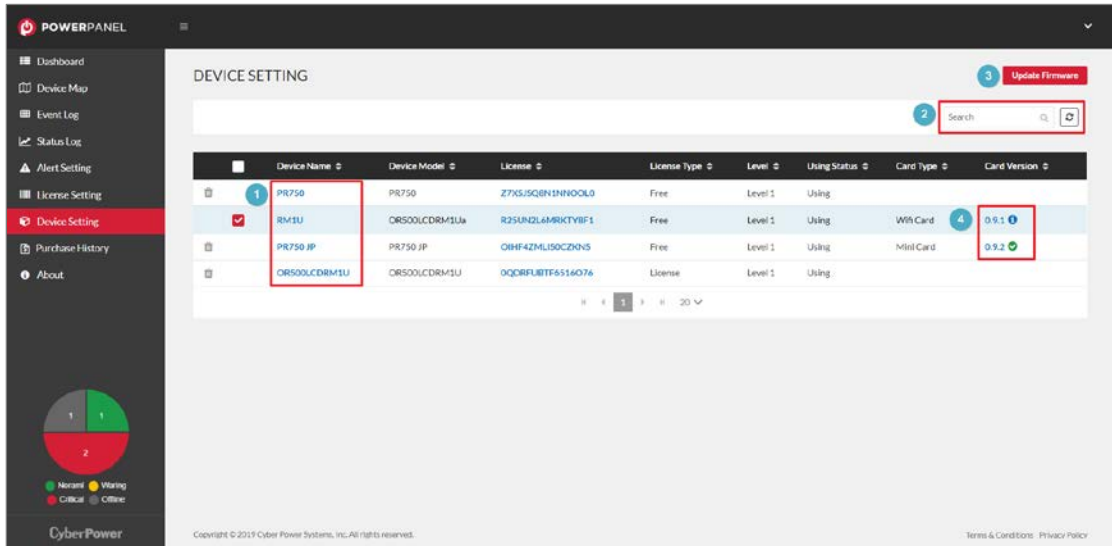 POWERPANEL
Dashboard
Device Map
Event Log
Status Log
Alert Setting
License Setting
Device Setting
Purchase History
About
1 1
2
Noraml Waring
Critical Offline
CyberPower
DEVICE SETTING
3 Update Firmware
2 Search
Device Name Device Model License License Type Level Using Status Card Type Card Version
1 PR750 PR750 Free Level 1 Using
RM1U OR500LCDRM1Ua Free Level 1 Using Wifi Card 4 0.9.1
PR750 JP PR750 JP Free Level 1 Using Mini Card 0.9.2
OR500LCDRM1U OR500LCDRM1U License Level 1 Using
1 20
Copyright © 2019 Cyber Power Systems, Inc. All rights reserved.
Terms & Conditions Privacy Policy